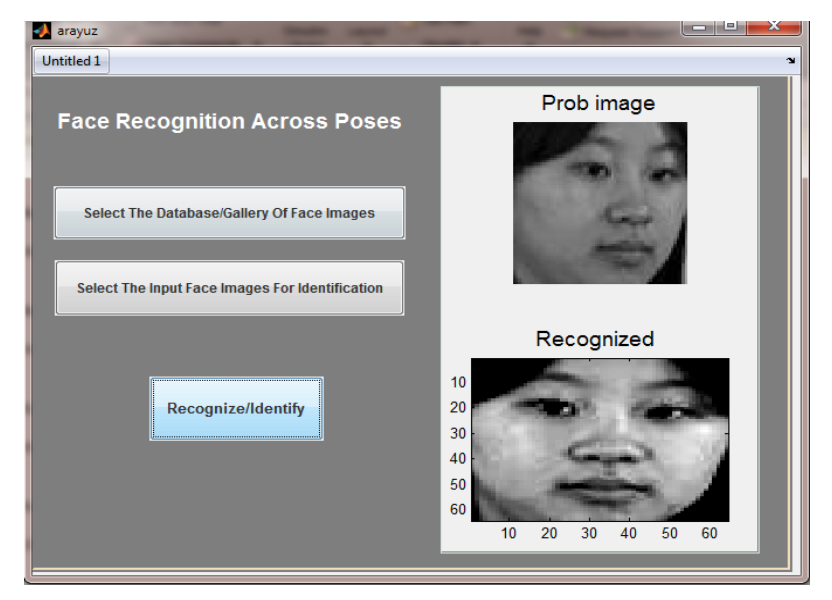 arayuz
Untitled 1
Face Recognition Across Poses
Select The Database/Gallery Of Face Images
Select The Input Face Images For Identification
Recognize/Identify
Prob image
Recognized
10
20
30
40
50
60
10 20 30 40 50 60